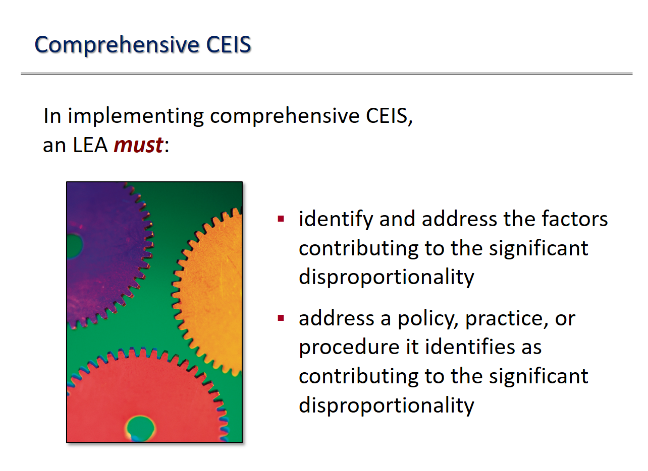 Comprehensive CEIS
In implementing comprehensive CEIS,
an LEA must:
▪ identify and address the factors
contributing to the significant
disproportionality
▪ address a policy, practice, or
procedure it identifies as
contributing to the significant
disproportionality